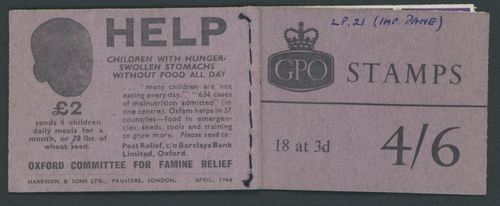 HELP
CHILDREN WITH HUNGER-
SWOLLEN STOMACHS
WITHOUT FOOD ALL DAY
£2
sends 4 children
daily meals for a
month, or 78 lbs. of
wheat seed.
"many children are not
eating every day." "634 cases
of malnutrition admitted" (in
one centre). Oxfam helps in 57
countries—food in emergen-
cies; seeds, tools and training
to grow more. Please send to:
Post Relief, c/o Barclays Bank
Limited, Oxford.
OXFORD COMMITTEE FOR FAMINE RELIEF
HARRISON & SONS LTD., PRINTERS, LONDON. APRIL, 1964
LP.21 (IMP PANE)
GPO STAMPS
18 at 3d 4/6